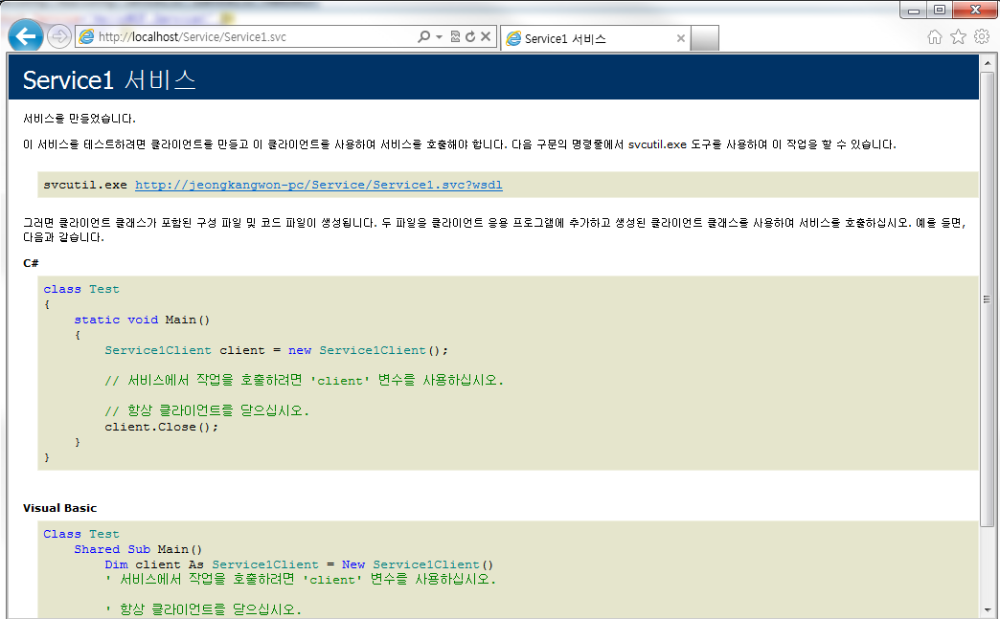 http://localhost/Service/Service1.svc
Service1 서비스
Service1 서비스
서비스를 만들었습니다.
이 서비스를 테스트하려면 클라이언트를 만들고 이 클라이언트를 사용하여 서비스를 호출해야 합니다. 다음 구문의 명령줄에서 svcutil.exe 도구를 사용하여 이 작업을 할 수 있습니다.
svcutil.exe http://jeongkangwon-pc/Service/Service1.svc?wsdl
그러면 클라이언트 클래스가 포함된 구성 파일 및 코드 파일이 생성됩니다. 두 파일을 클라이언트 응용 프로그램에 추가하고 생성된 클라이언트 클래스를 사용하여 서비스를 호출하십시오. 예를 들면,
다음과 같습니다.
C#
class Test
{
static void Main()
{
Service1Client client = new Service1Client();
// 서비스에서 작업을 호출하려면 'client' 변수를 사용하십시오.
// 항상 클라이언트를 닫으십시오.
client.Close();
}
}
Visual Basic
Class Test
Shared Sub Main()
Dim client As Service1Client = New Service1Client()
' 서비스에서 작업을 호출하려면 'client' 변수를 사용하십시오.
' 항상 클라이언트를 닫으십시오.